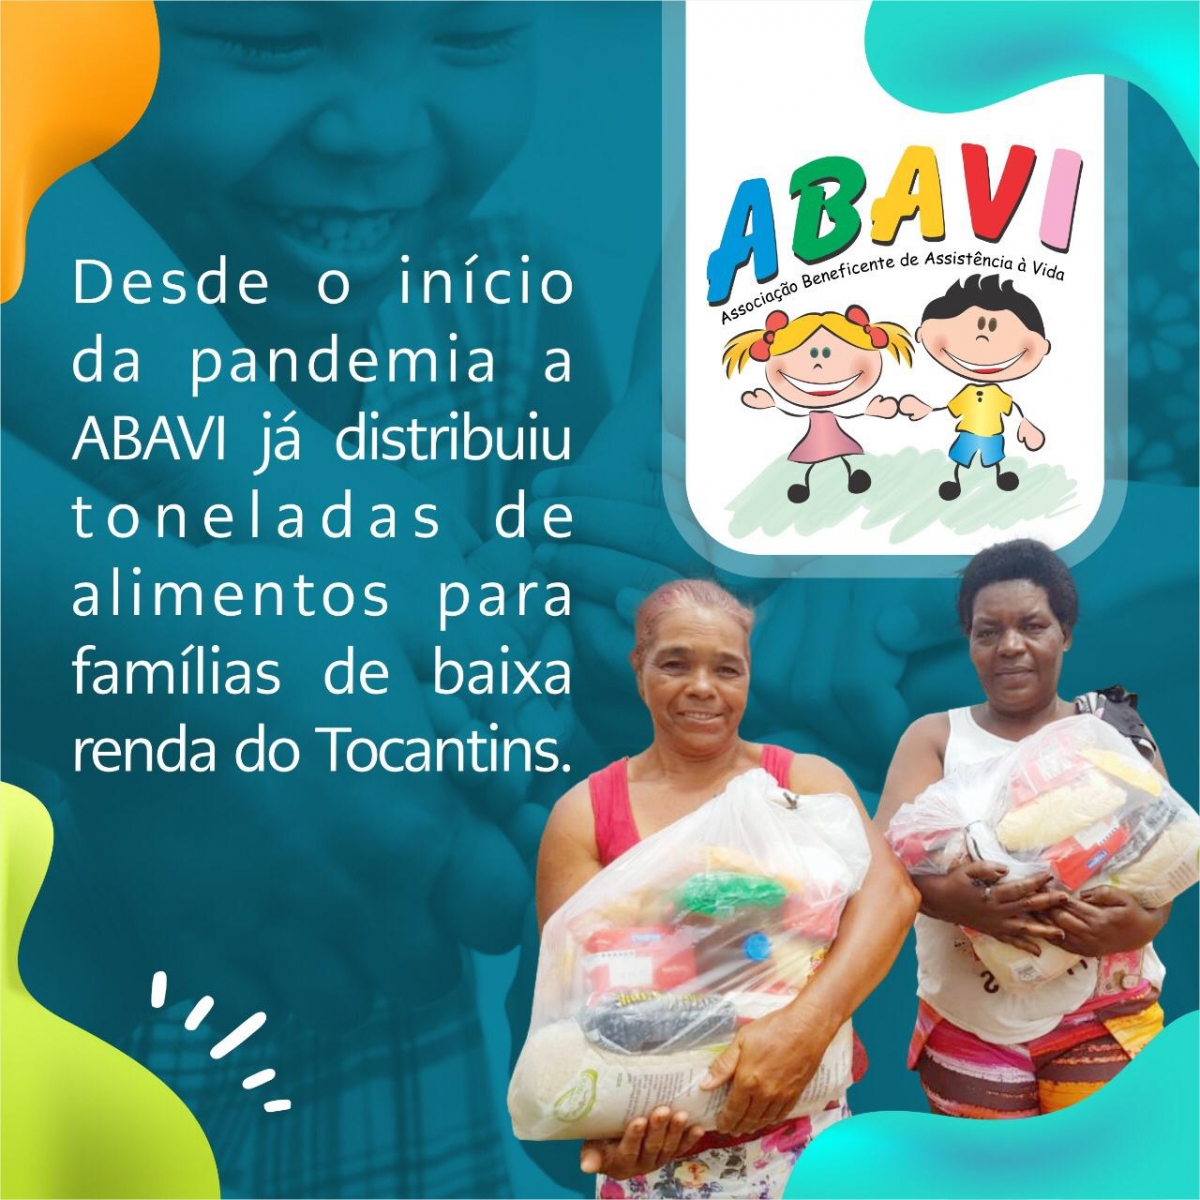 Desde o início
da pandemia a
ABAVI já distribuiu
toneladas de
alimentos para
famílias de baixa
renda do Tocantins.
ABAVI
Associação Beneficente de Assistência à Vida